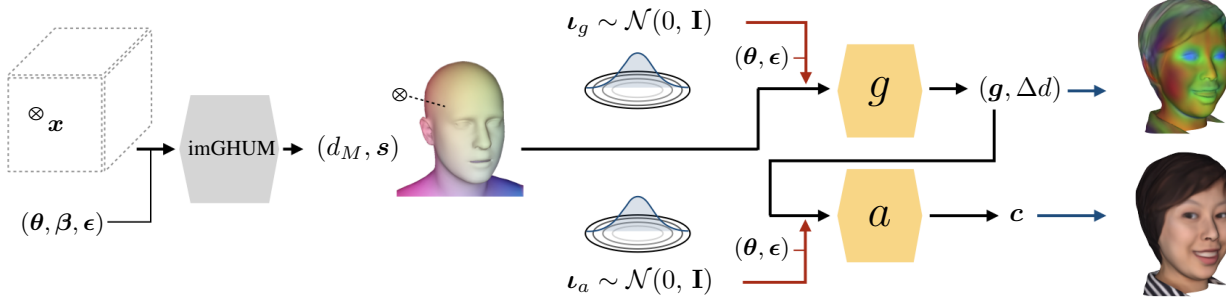 ⊗ 𝒙
(𝜽, 𝜷, 𝝐)
imGHUM
(d_M, 𝒔)
⊗
𝜾_g ∼ 𝒩(0, 𝐈)
(𝜽, 𝝐)
g
(𝒈, Δd)
(𝜽, 𝝐)
a
𝒄
𝜾_a ∼ 𝒩(0, 𝐈)